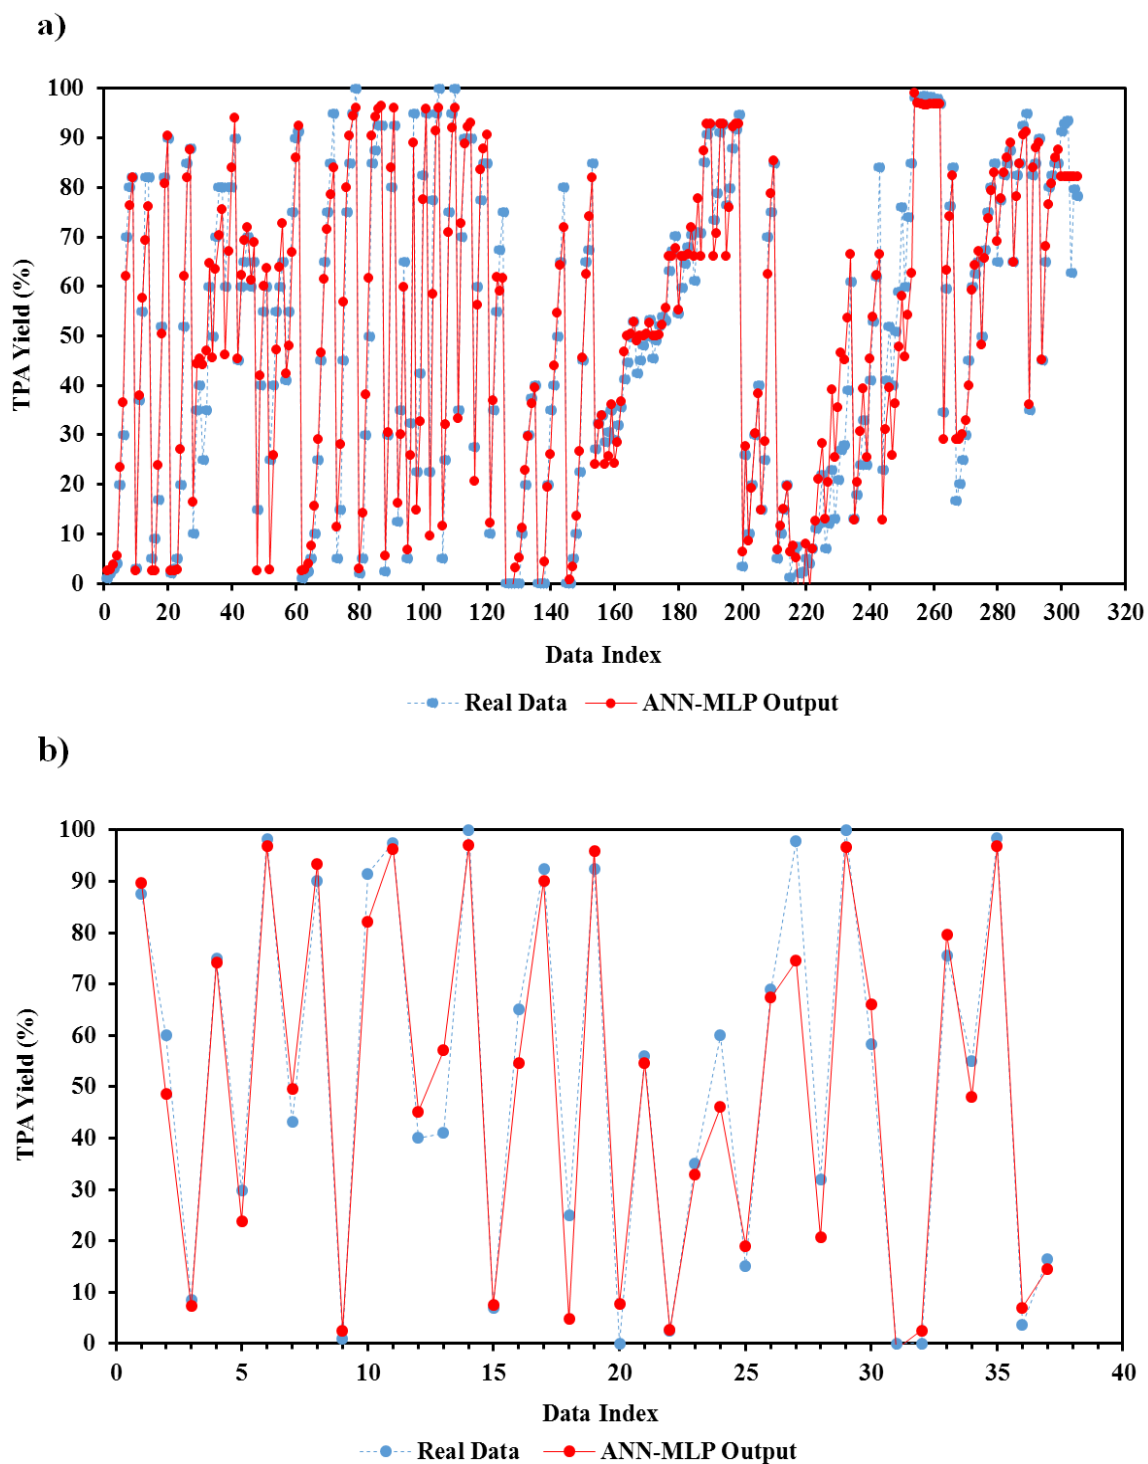 a)
100
90
80
70
60
50
40
30
20
10
0
TPA Yield (%)
0 20 40 60 80 100 120 140 160 180 200 220 240 260 280 300 320
Data Index
Real Data ANN-MLP Output
b)
100
90
80
70
60
50
40
30
20
10
0
TPA Yield (%)
0 5 10 15 20 25 30 35 40
Data Index
Real Data ANN-MLP Output